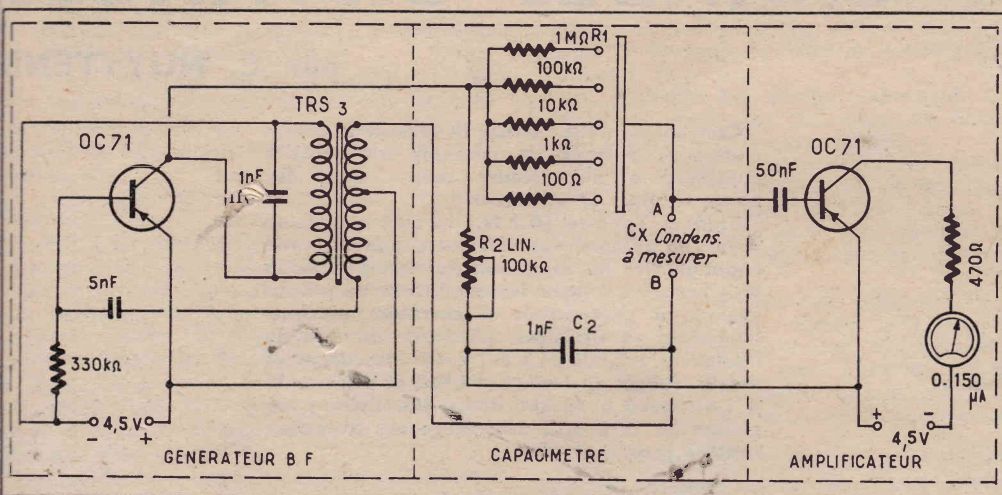 OC71
TRS 3
1nF
5nF
330kΩ
4,5V
- +
GENERATEUR B F
1MΩ R1
100kΩ
10kΩ
1kΩ
100Ω
R2 LIN.
100kΩ
1nF C2
A
Cx Condens.
à mesurer
B
CAPACIMETRE
50nF
OC71
470Ω
0-150
µA
+ -
4,5V
AMPLIFICATEUR